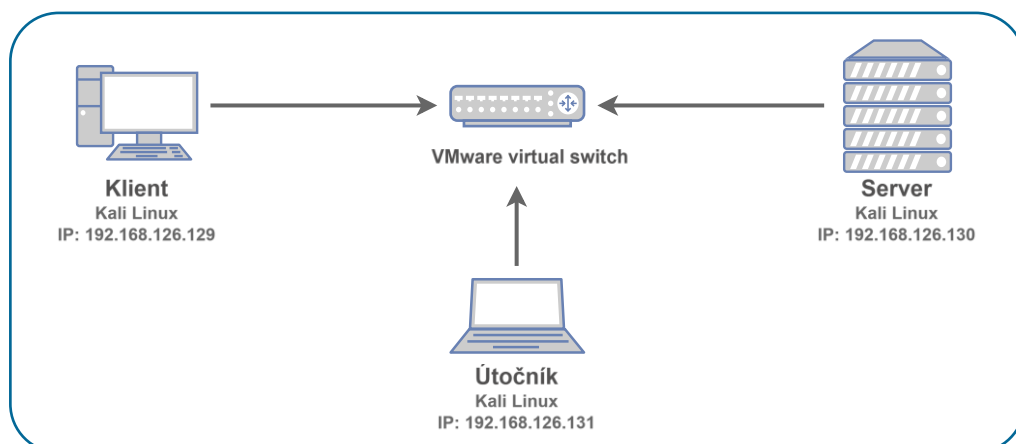 VMware virtual switch
Klient
Kali Linux
IP: 192.168.126.129
Server
Kali Linux
IP: 192.168.126.130
Útočník
Kali Linux
IP: 192.168.126.131